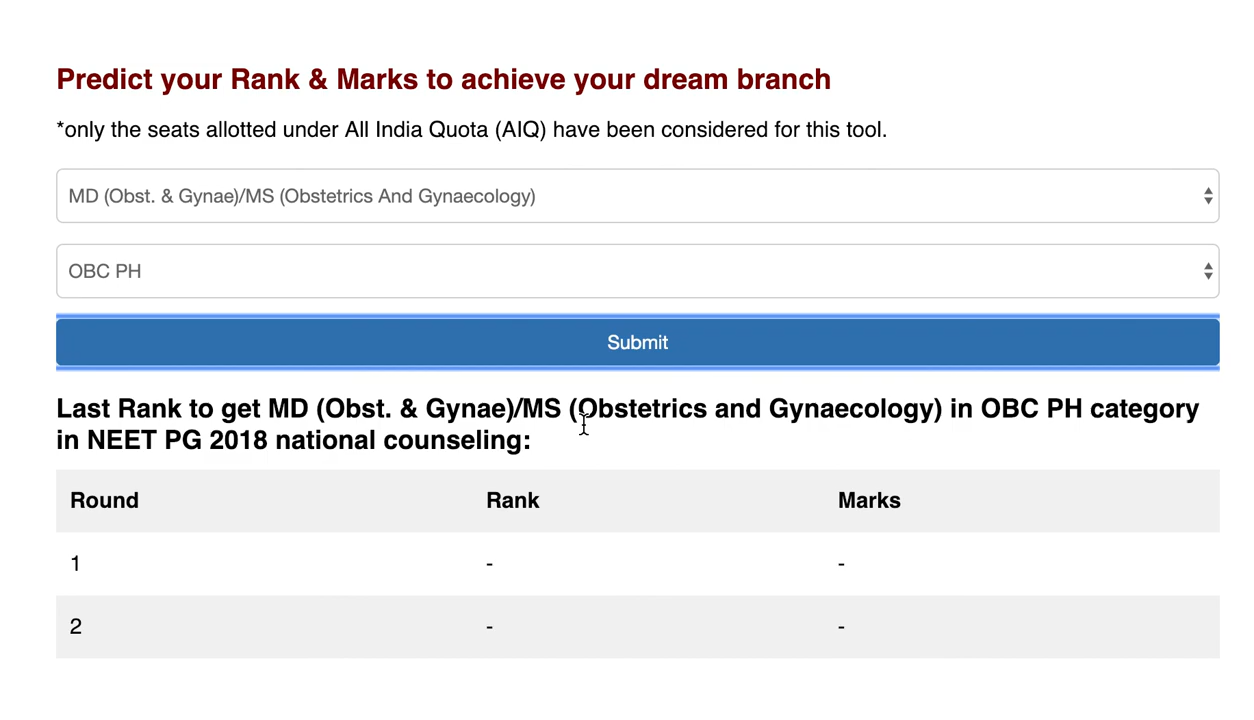 Predict your Rank & Marks to achieve your dream branch
*only the seats allotted under All India Quota (AIQ) have been considered for this tool.
MD (Obst. & Gynae)/MS (Obstetrics And Gynaecology)
OBC PH
Submit
Last Rank to get MD (Obst. & Gynae)/MS (Obstetrics and Gynaecology) in OBC PH category
in NEET PG 2018 national counseling:
Round Rank Marks
1 - -
2 - -